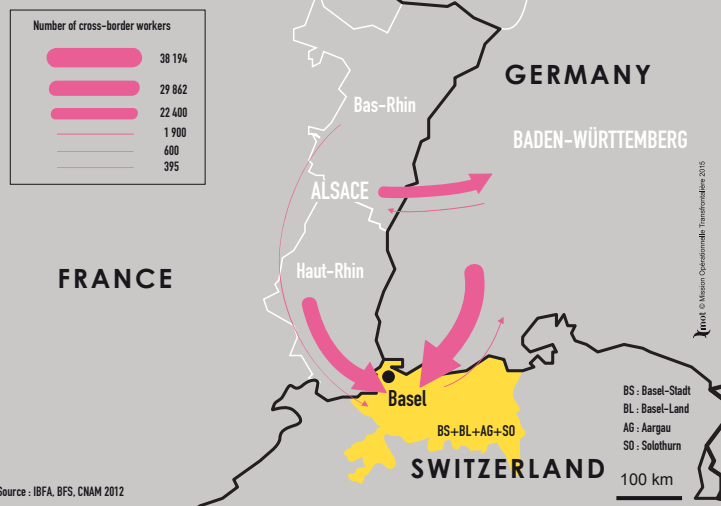 Number of cross-border workers
38 194
29 862
22 400
1 900
600
395
GERMANY
Bas-Rhin
BADEN-WÜRTTEMBERG
ALSACE
FRANCE
Haut-Rhin
Basel
BS+BL+AG+SO
SWITZERLAND
BS : Basel-Stadt
BL : Basel-Land
AG : Aargau
SO : Solothurn
100 km
Source : IBFA, BFS, CNAM 2012
mot © Mission Opérationnelle Transfrontalière 2015